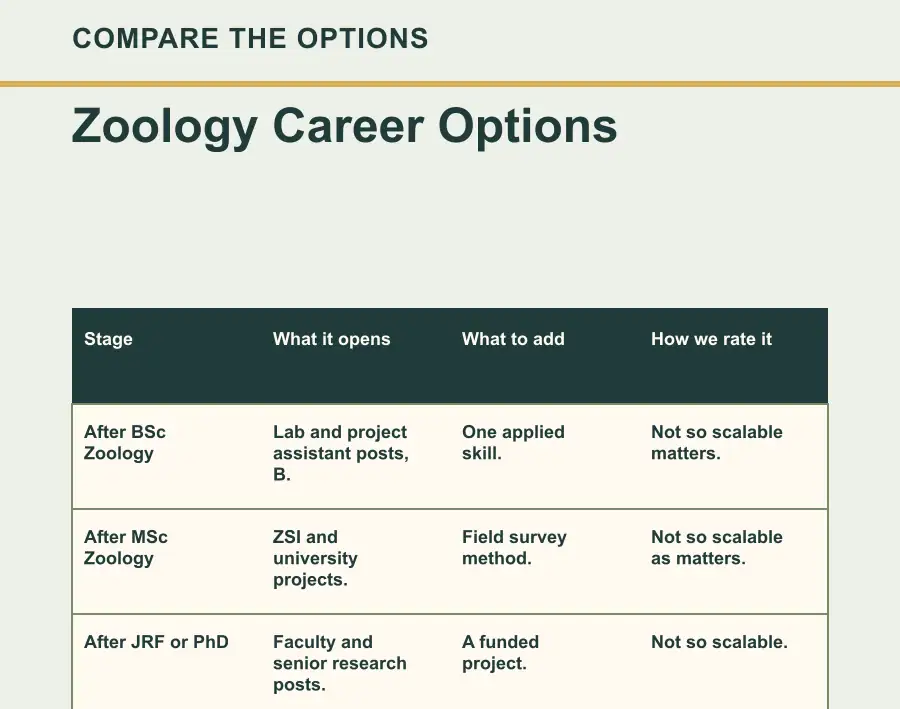 COMPARE THE OPTIONS
Zoology Career Options
Stage
What it opens
What to add
How we rate it
After BSc
Zoology
Lab and project
assistant posts,
B.
One applied
skill.
Not so scalable
matters.
After MSc
Zoology
ZSI and
university
projects.
Field survey
method.
Not so scalable
as matters.
After JRF or PhD
Faculty and
senior research
posts.
A funded
project.
Not so scalable.